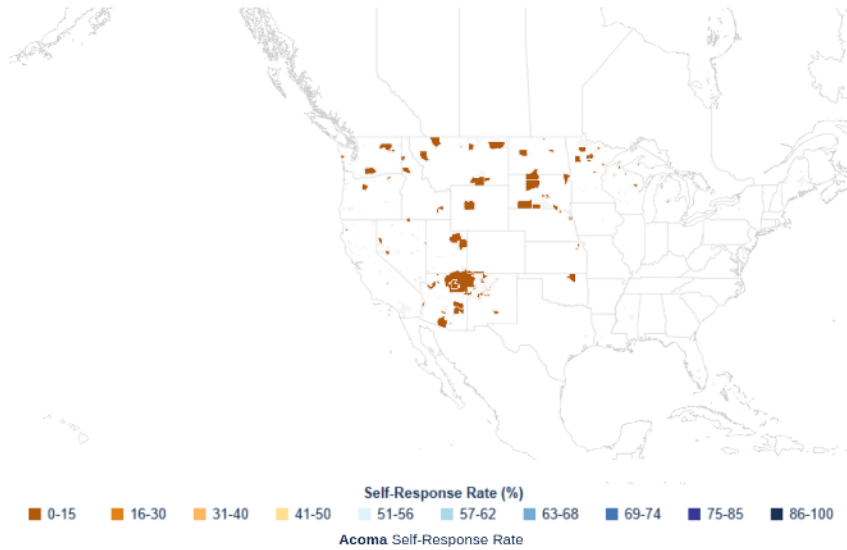 Self-Response Rate (%)
0-15 16-30 31-40 41-50 51-56 57-62 63-68 69-74 75-85 86-100
Acoma Self-Response Rate